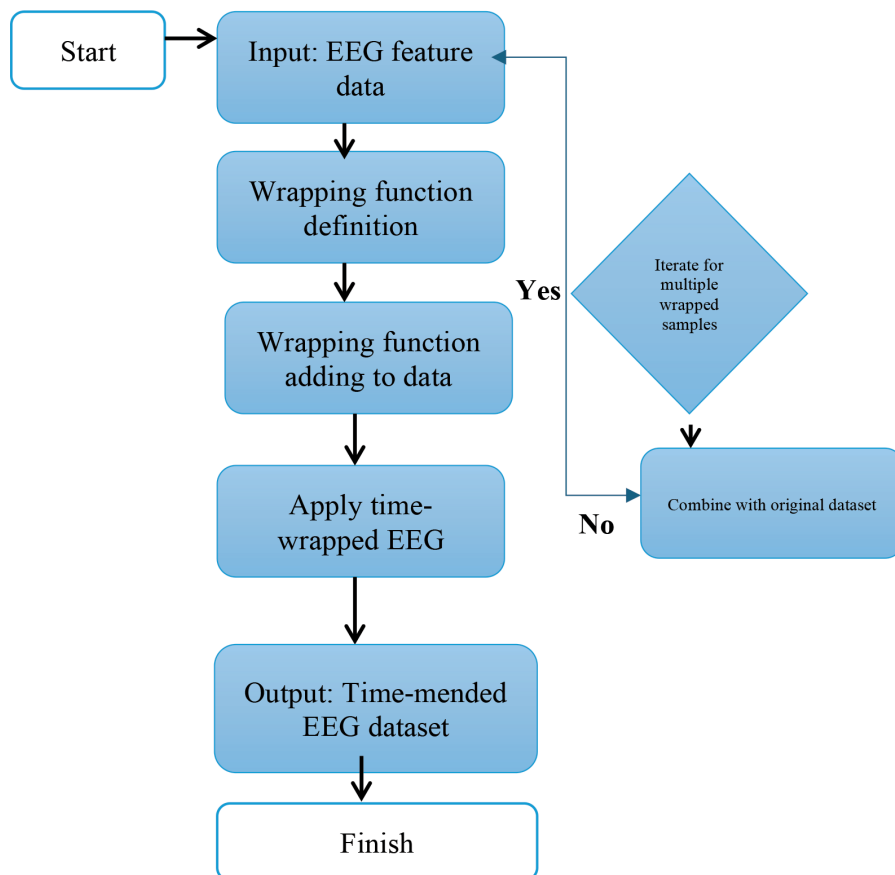 Start
Input: EEG feature
data
Wrapping function
definition
Wrapping function
adding to data
Apply time-
wrapped EEG
Output: Time-mended
EEG dataset
Finish
Yes
Iterate for
multiple
wrapped
samples
No
Combine with original dataset